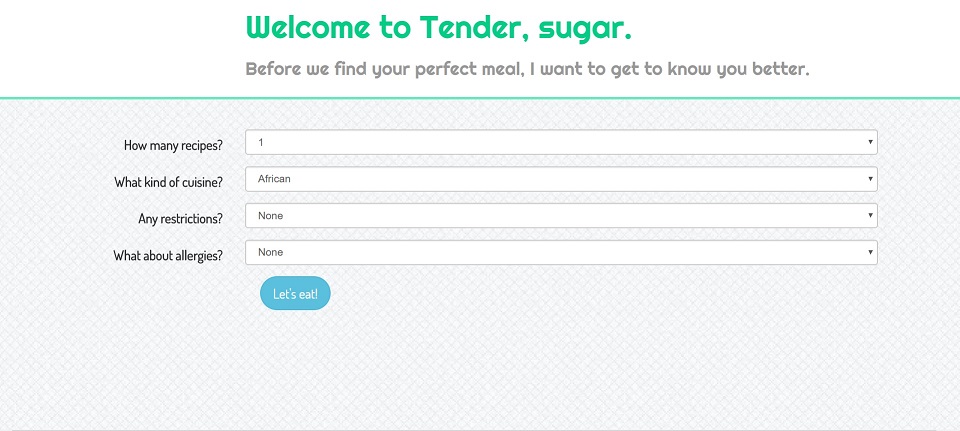 Welcome to Tender, sugar.
Before we find your perfect meal, I want to get to know you better.
How many recipes? 1
What kind of cuisine? African
Any restrictions? None
What about allergies? None
Let's eat!